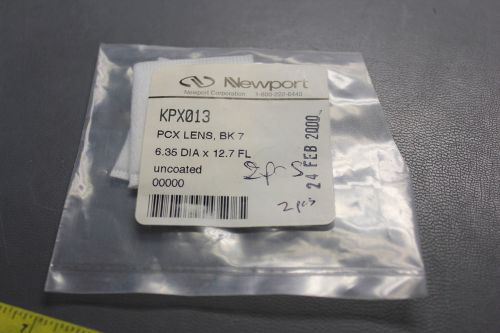 Newport
Newport Corporation 1-800-222-6440
KPX013
PCX LENS, BK 7
6.35 DIA x 12.7 FL
uncoated
00000
24 FEB 2000
2 pcs